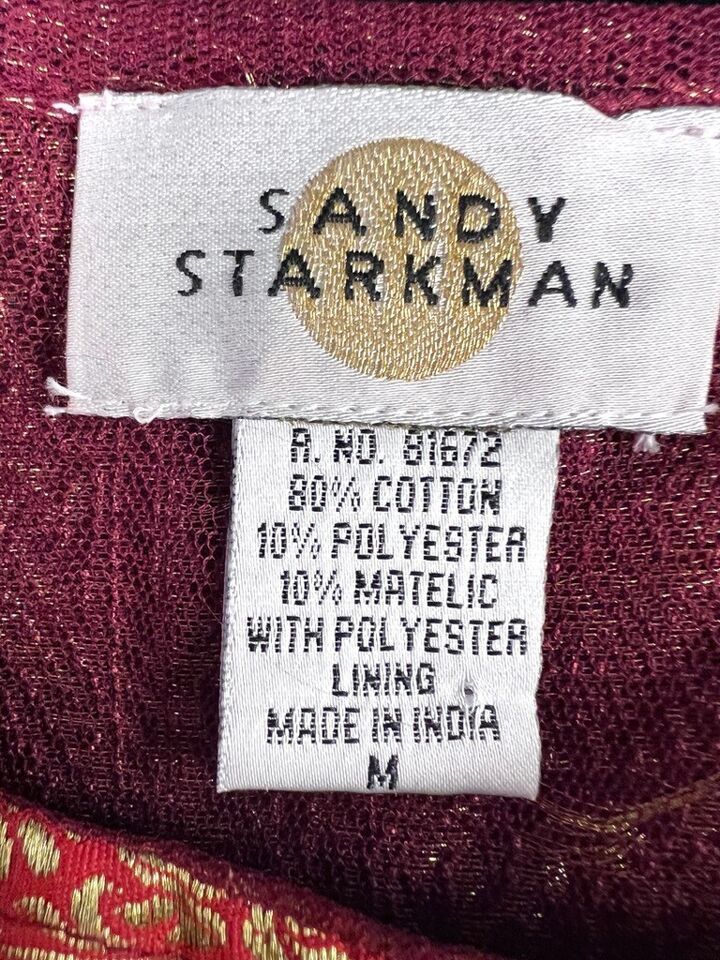 SANDY
STARKMAN
R. NO. 81672
80% COTTON
10% POLYESTER
10% MATELIC
WITH POLYESTER
LINING
MADE IN INDIA
M